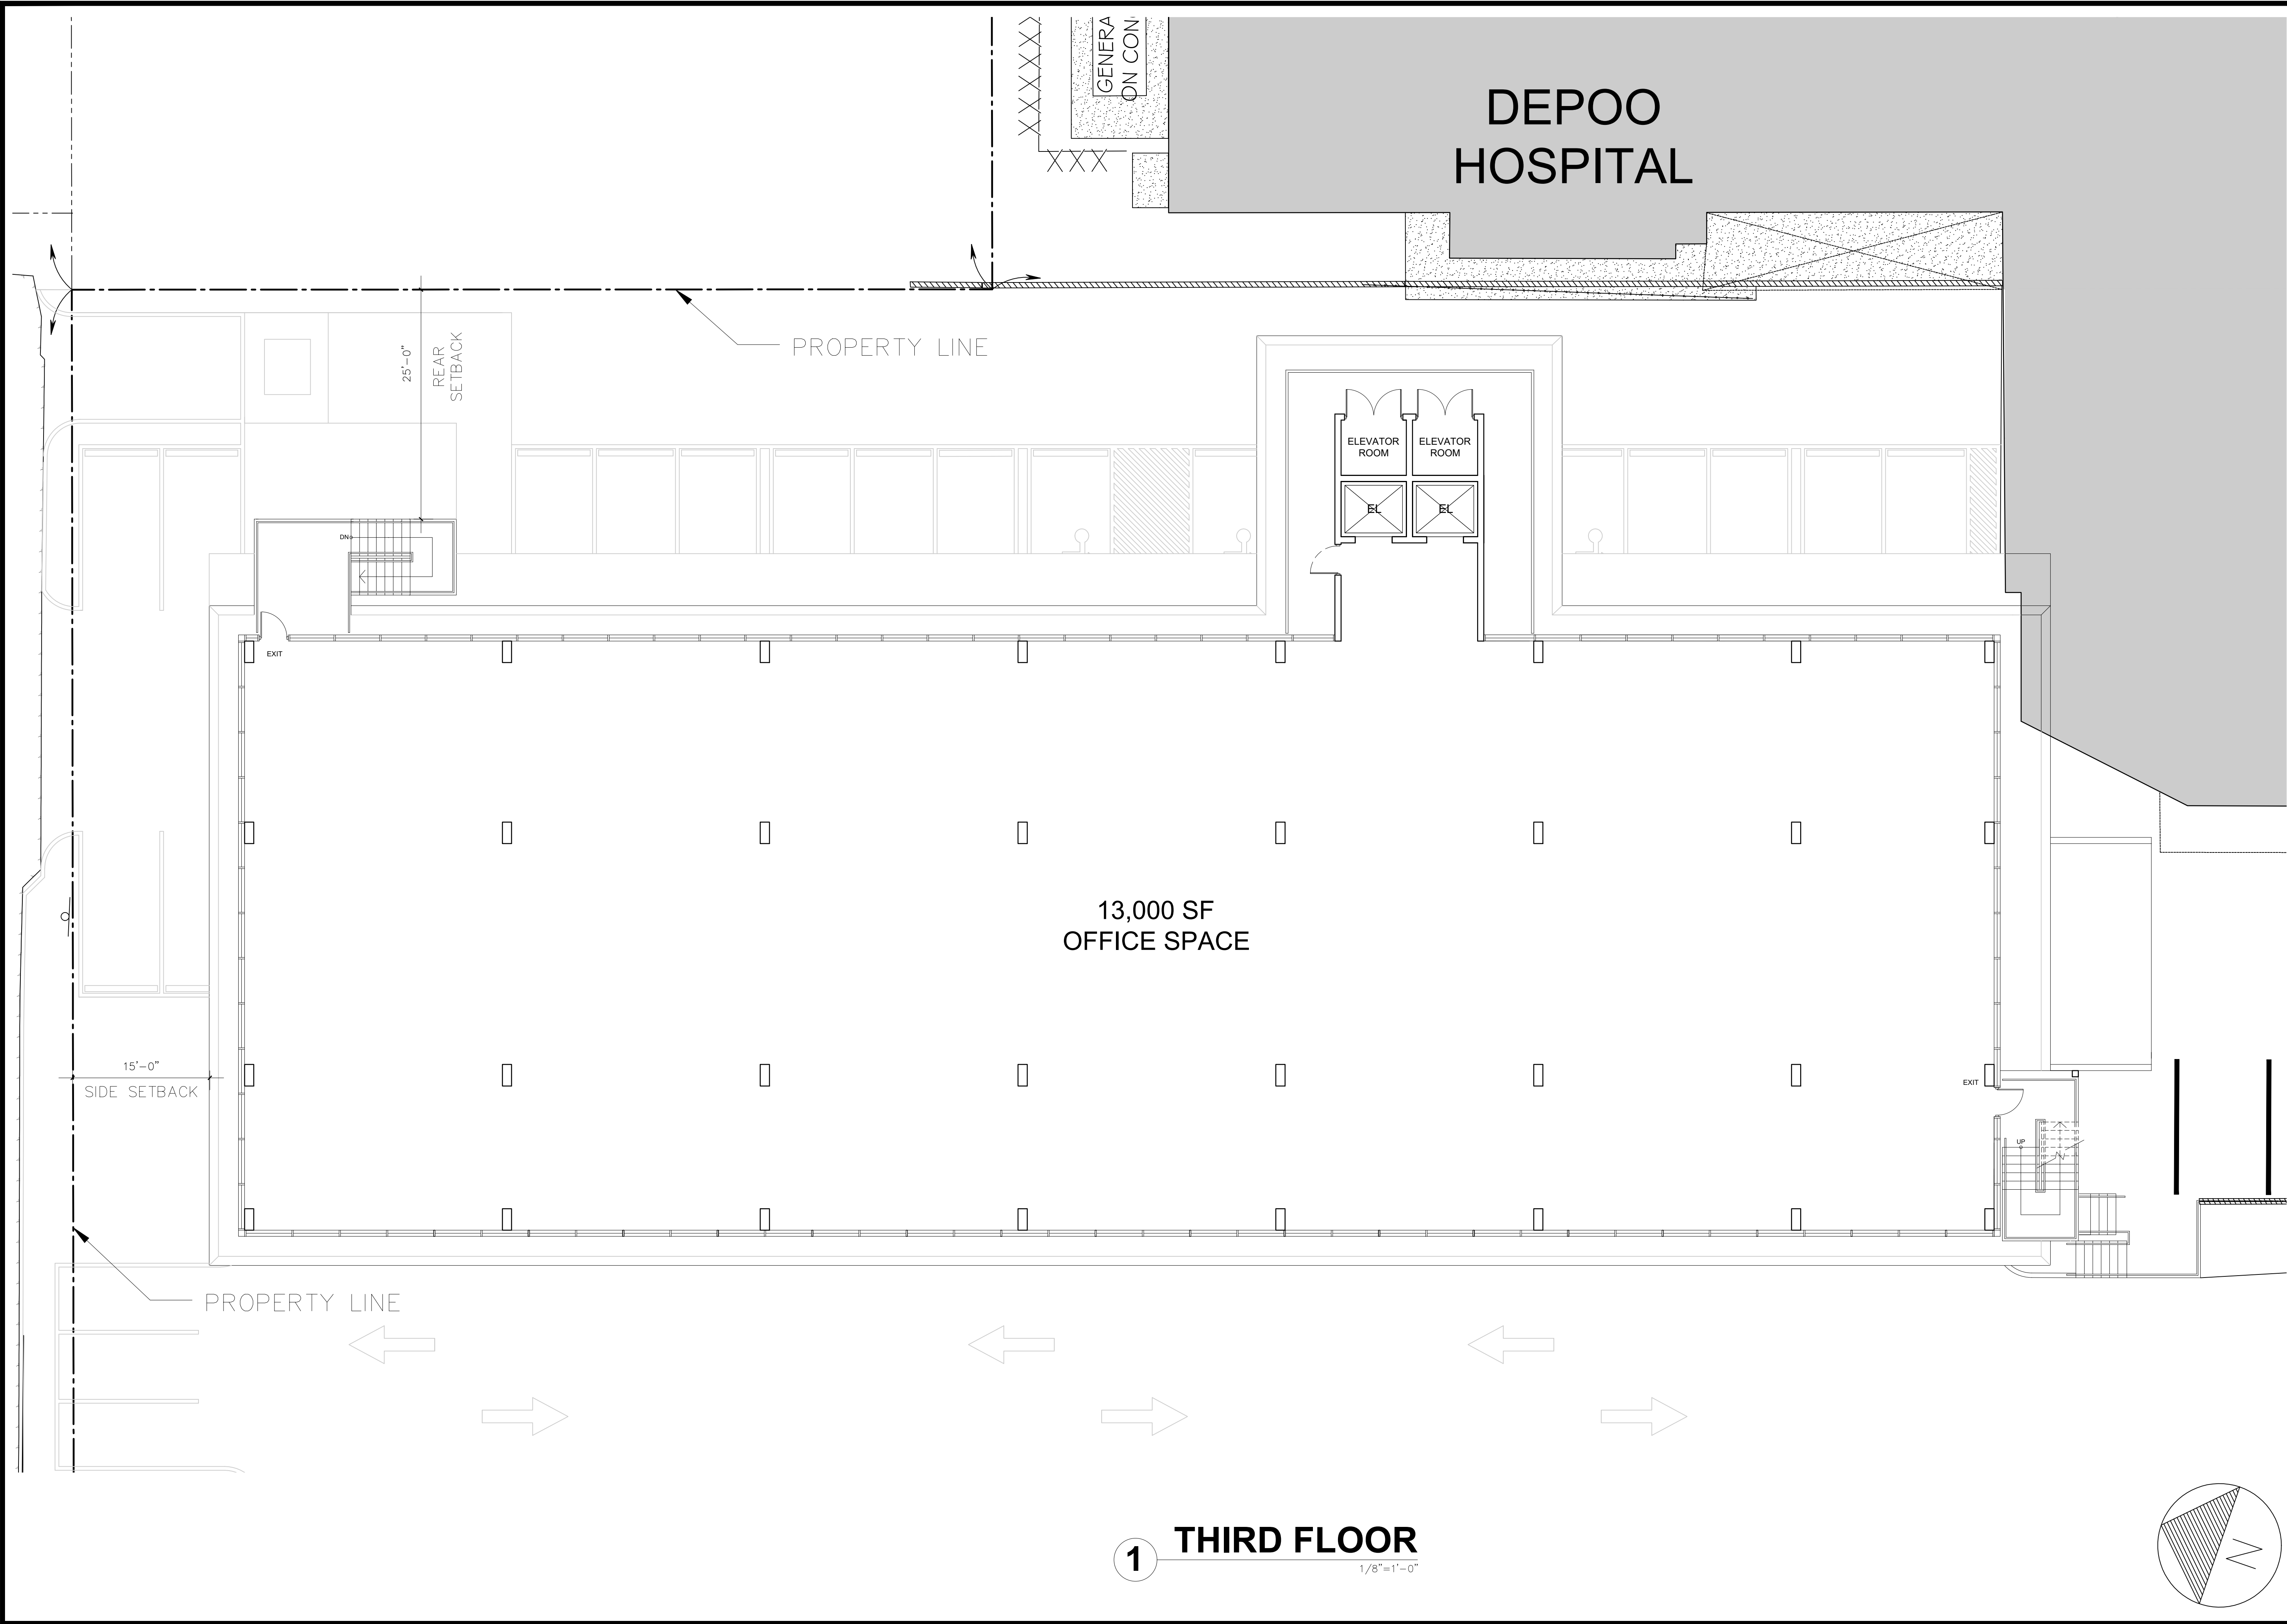 GENERA
ON CON
DEPOO
HOSPITAL
25'-0"
REAR
SETBACK
PROPERTY LINE
ELEVATOR
ROOM
ELEVATOR
ROOM
EL
EL
DN
EXIT
13,000 SF
OFFICE SPACE
15'-0"
SIDE SETBACK
EXIT
UP
PROPERTY LINE
1
THIRD FLOOR
1/8"=1'-0"
N